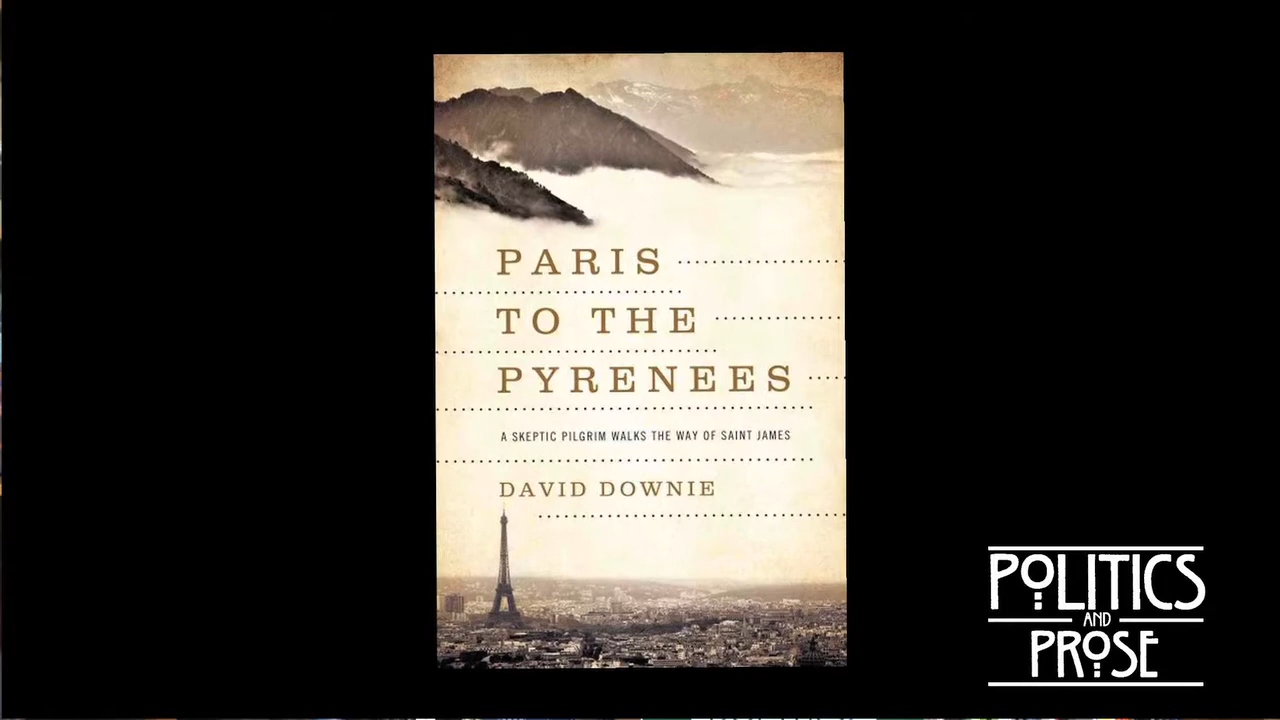 PARIS
TO THE
PYRENEES
A SKEPTIC PILGRIM WALKS THE WAY OF SAINT JAMES
DAVID DOWNIE
POLITICS
AND
PROSE